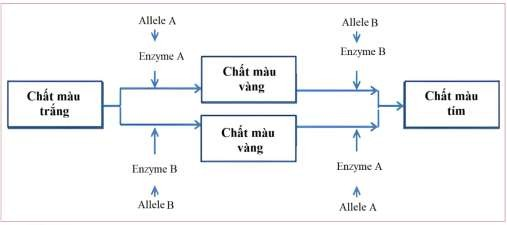 Allele A
Allele B
Enzyme A
Enzyme B
Chất màu
vàng
Chất màu
trắng
Chất màu
tím
Chất màu
vàng
Enzyme B
Enzyme A
Allele B
Allele A